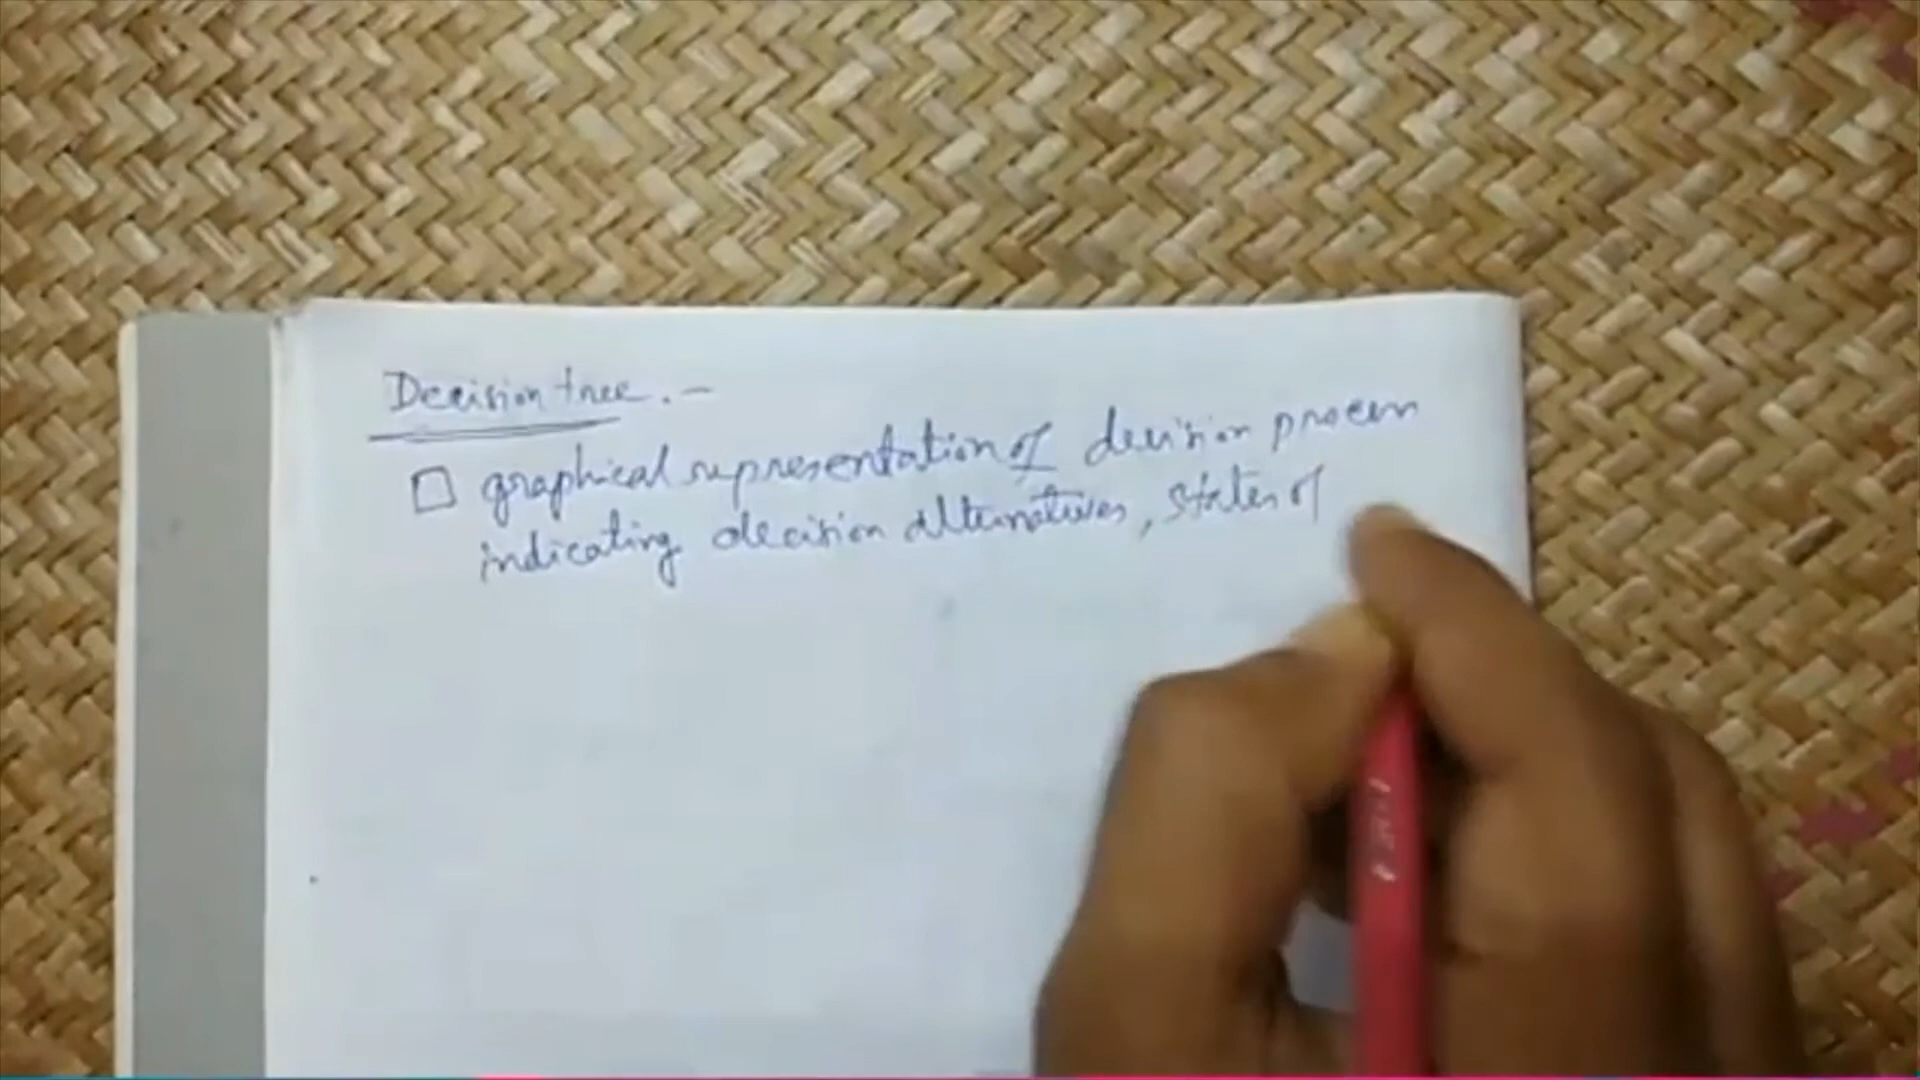 Decision tree. -
□ graphical representation of decision process
indicating decision alternatives, states of